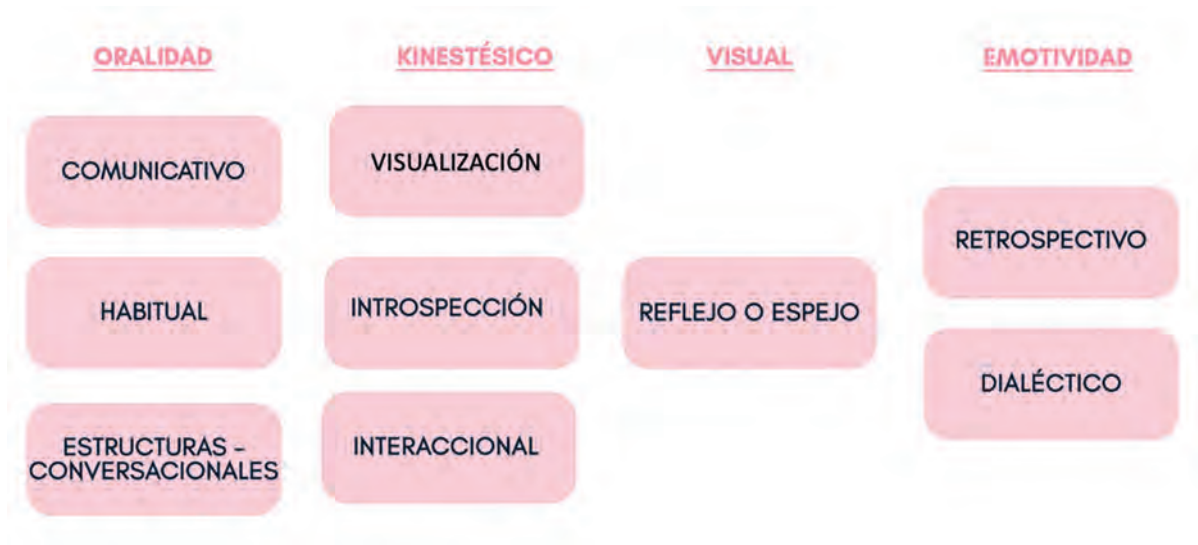 ORALIDAD
COMUNICATIVO
HABITUAL
ESTRUCTURAS -
CONVERSACIONALES
KINESTÉSICO
VISUALIZACIÓN
INTROSPECCIÓN
INTERACCIONAL
VISUAL
REFLEJO O ESPEJO
EMOTIVIDAD
RETROSPECTIVO
DIALÉCTICO